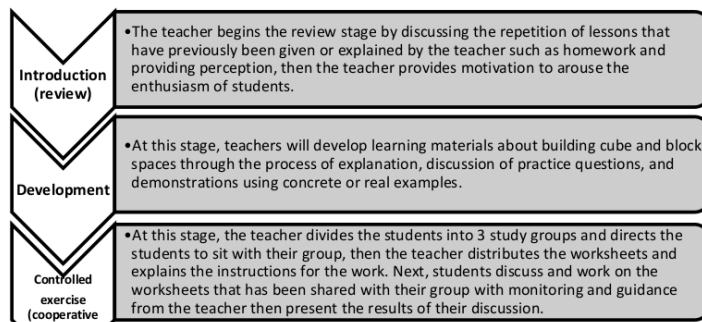 Introduction
(review)
•The teacher begins the review stage by discussing the repetition of lessons that
have previously been given or explained by the teacher such as homework and
providing perception, then the teacher provides motivation to arouse the
enthusiasm of students.
Development
•At this stage, teachers will develop learning materials about building cube and block
spaces through the process of explanation, discussion of practice questions, and
demonstrations using concrete or real examples.
Controlled
exercise
(cooperative
•At this stage, the teacher divides the students into 3 study groups and directs the
students to sit with their group, then the teacher distributes the worksheets and
explains the instructions for the work. Next, students discuss and work on the
worksheets that has been shared with their group with monitoring and guidance
from the teacher then present the results of their discussion.